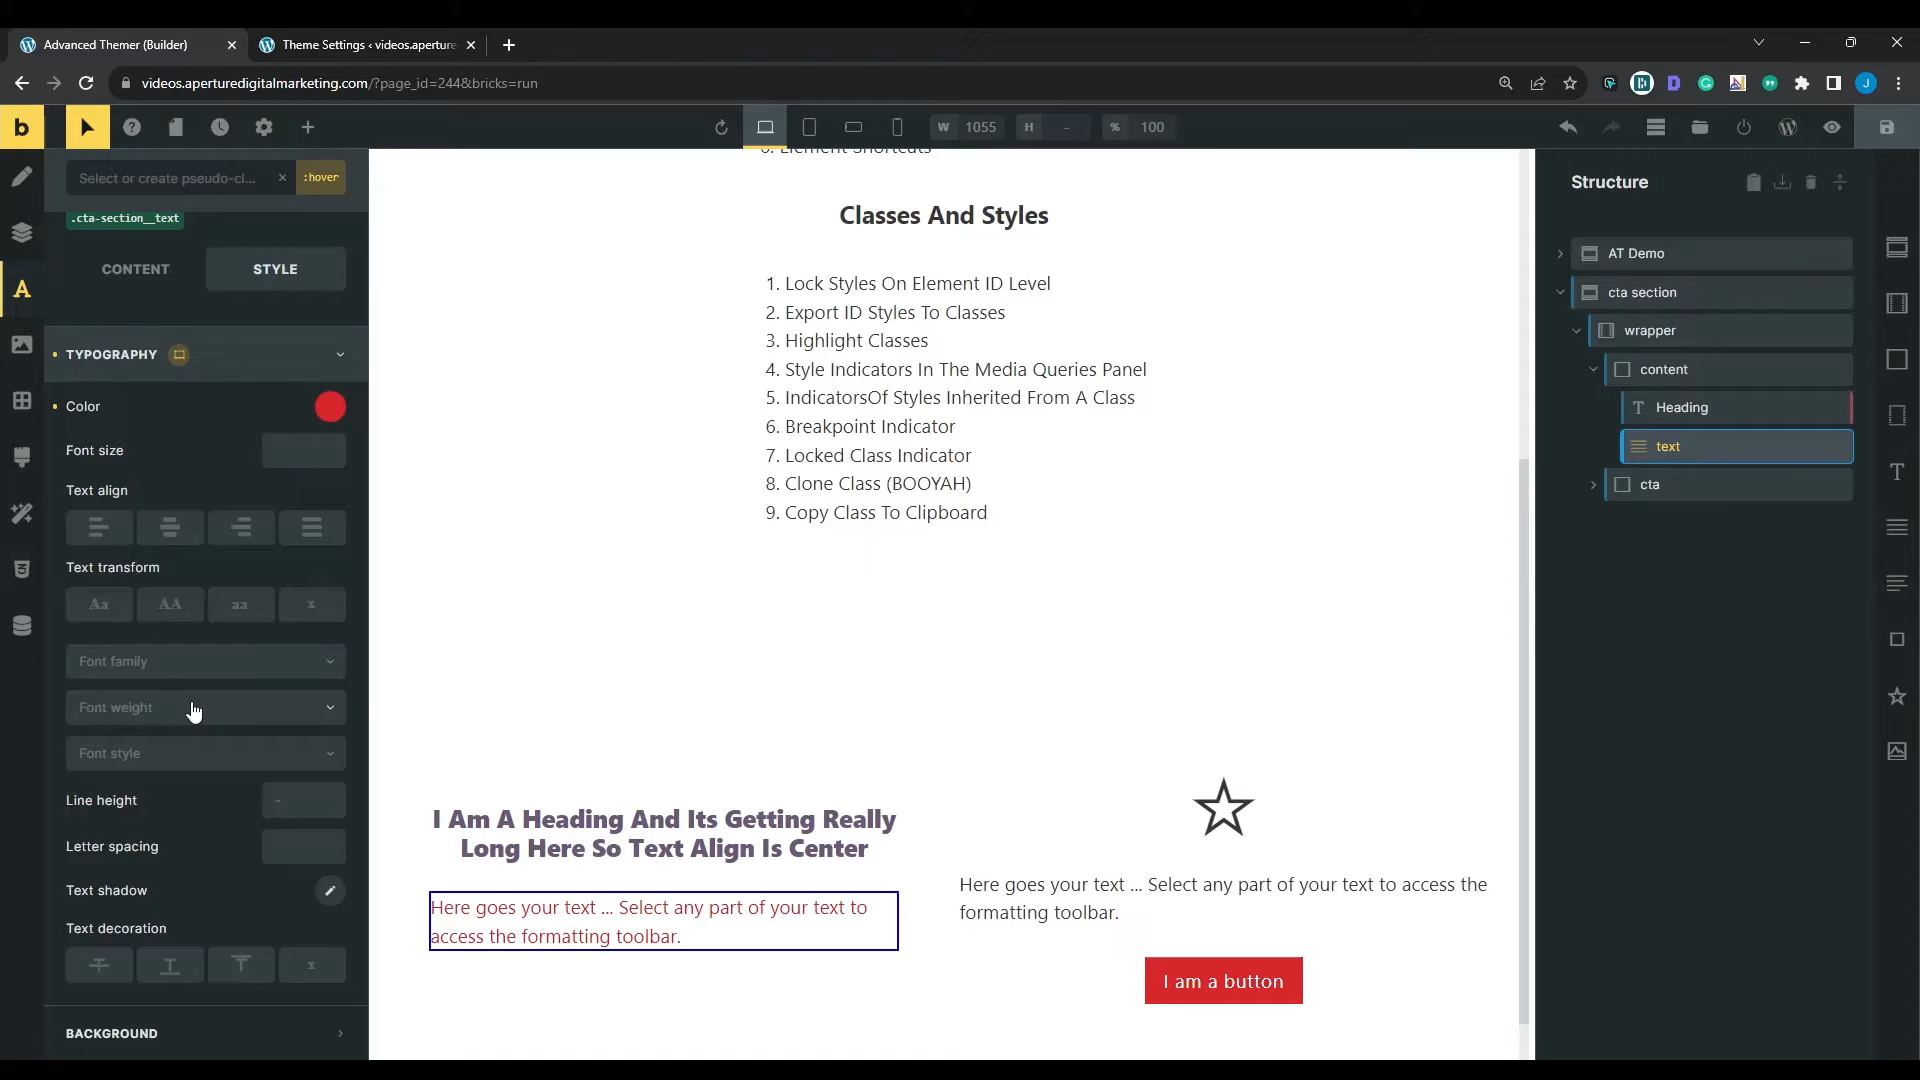 Advanced Themer (Builder)
Theme Settings ‹ videos.aperture
videos.aperturedigitalmarketing.com/?page_id=244&bricks=run
b
W 1055
H -
% 100
Select or create pseudo-cl...
:hover
.cta-section__text
CONTENT
STYLE
TYPOGRAPHY
Color
Font size
Text align
Text transform
Aa
AA
aa
x
Font family
Font weight
Font style
Line height
-
Letter spacing
Text shadow
Text decoration
x
BACKGROUND
Classes And Styles
1. Lock Styles On Element ID Level
2. Export ID Styles To Classes
3. Highlight Classes
4. Style Indicators In The Media Queries Panel
5. IndicatorsOf Styles Inherited From A Class
6. Breakpoint Indicator
7. Locked Class Indicator
8. Clone Class (BOOYAH)
9. Copy Class To Clipboard
I Am A Heading And Its Getting Really
Long Here So Text Align Is Center
Here goes your text ... Select any part of your text to
access the formatting toolbar.
Here goes your text ... Select any part of your text to access the
formatting toolbar.
I am a button
Structure
AT Demo
cta section
wrapper
content
Heading
text
cta